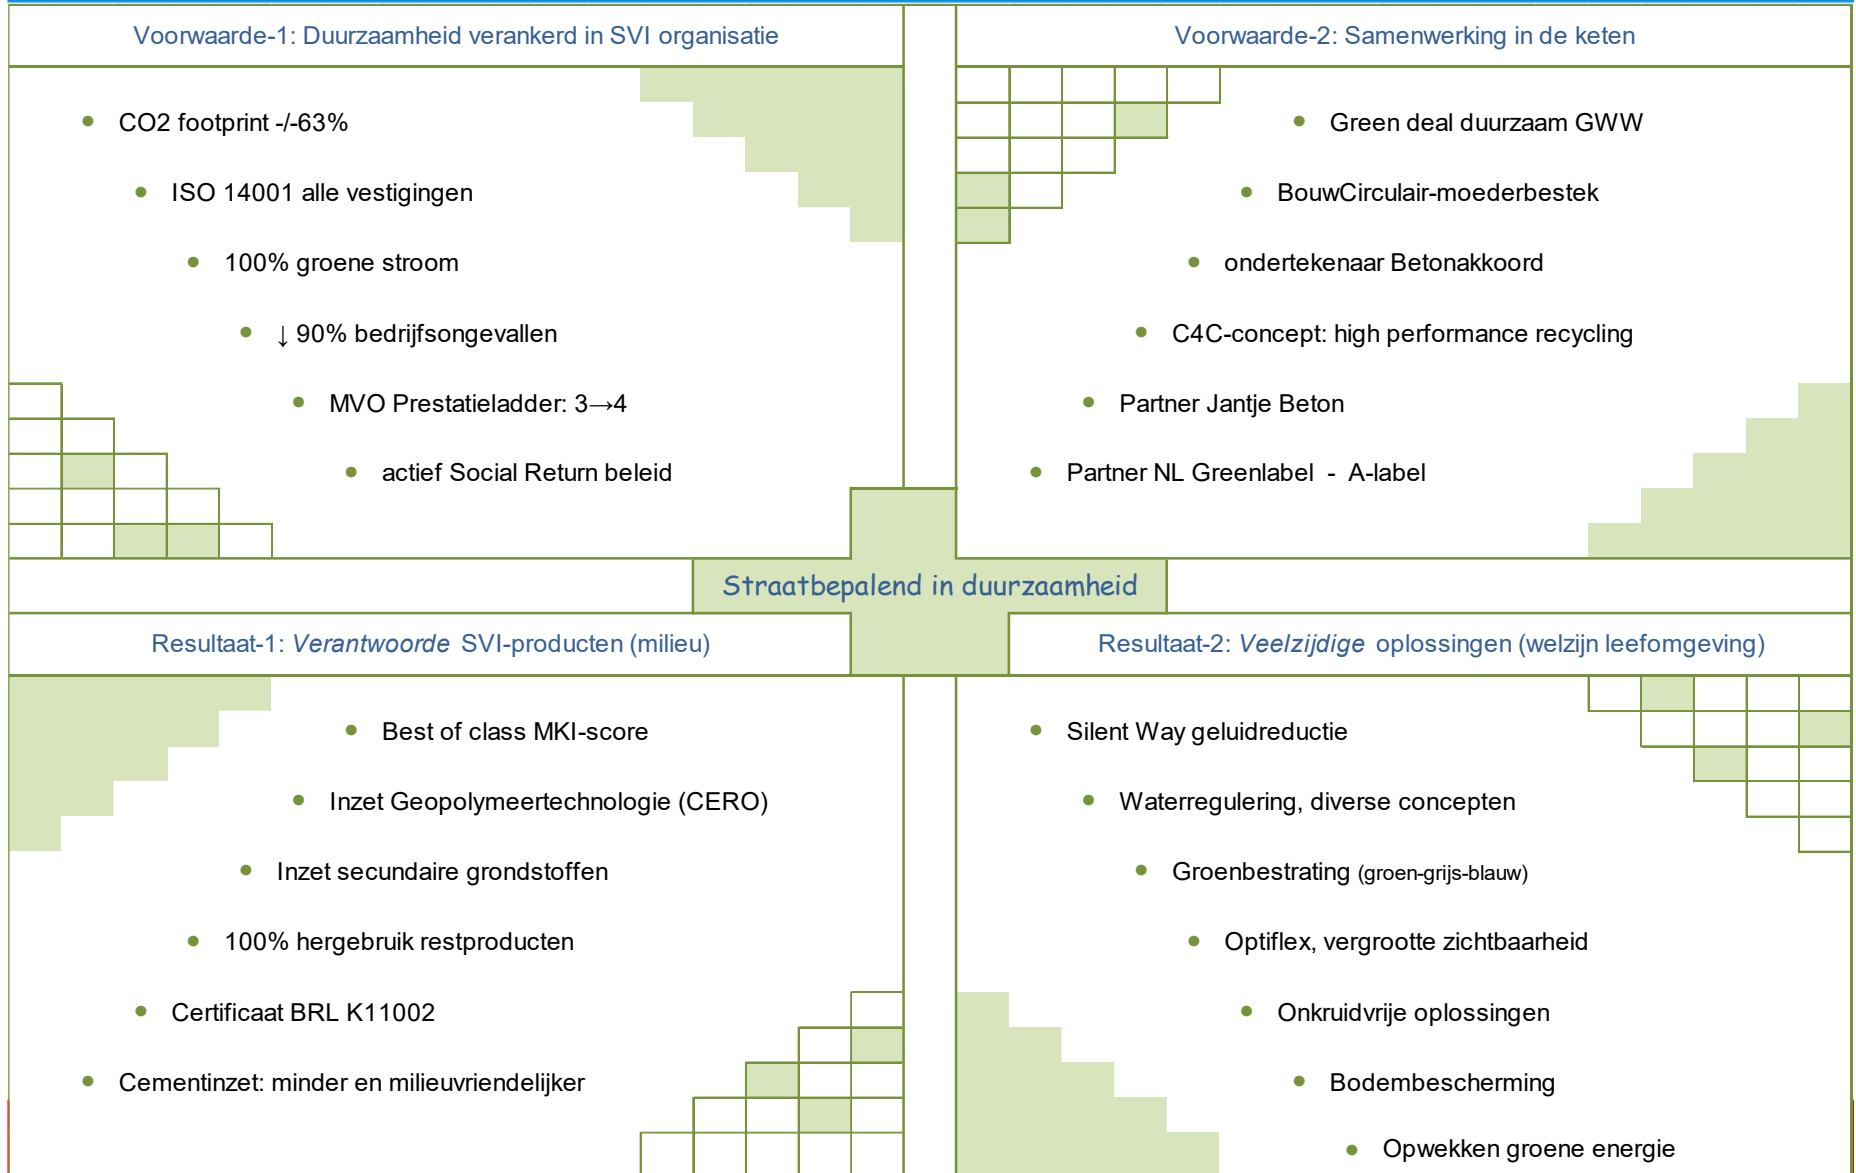 Voorwaarde-1: Duurzaamheid verankerd in SVI organisatie
CO2 footprint -/-63%
ISO 14001 alle vestigingen
100% groene stroom
↓ 90% bedrijfsongevallen
MVO Prestatieladder: 3→4
actief Social Return beleid
Voorwaarde-2: Samenwerking in de keten
Green deal duurzaam GWW
BouwCirculair-moederbestek
ondertekenaar Betonakkoord
C4C-concept: high performance recycling
Partner Jantje Beton
Partner NL Greenlabel - A-label
Straatbepalend in duurzaamheid
Resultaat-1: Verantwoorde SVI-producten (milieu)
Best of class MKI-score
Inzet Geopolymeertechnologie (CERO)
Inzet secundaire grondstoffen
100% hergebruik restproducten
Certificaat BRL K11002
Cementinzet: minder en milieuvriendelijker
Resultaat-2: Veelzijdige oplossingen (welzijn leefomgeving)
Silent Way geluidreductie
Waterregulering, diverse concepten
Groenbestrating (groen-grijs-blauw)
Optiflex, vergrootte zichtbaarheid
Onkruidvrije oplossingen
Bodembescherming
Opwekken groene energie